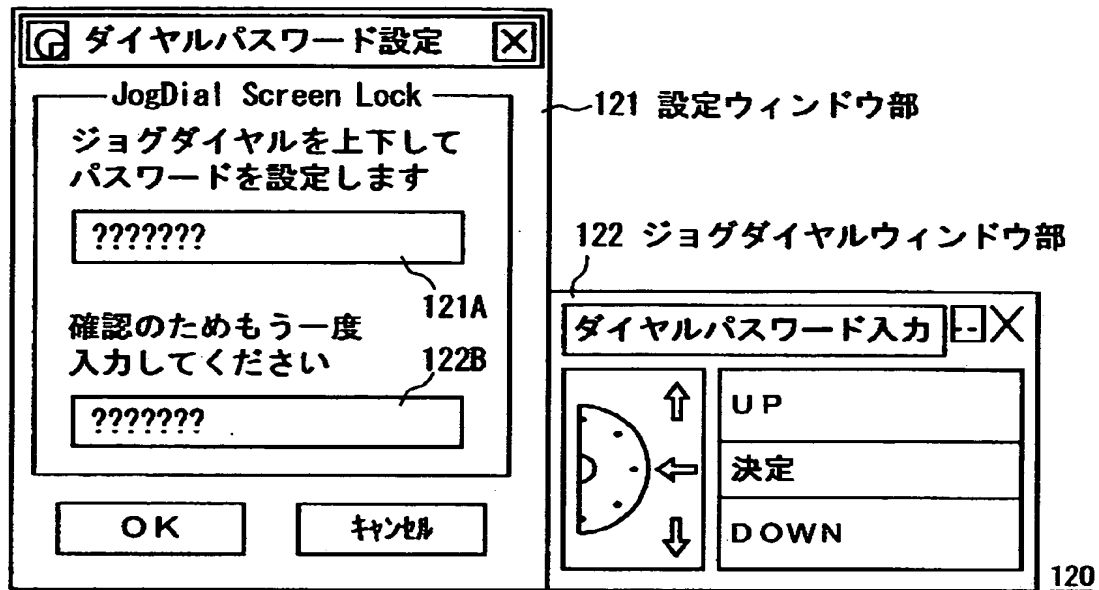 ダイヤルパスワード設定
JogDial Screen Lock
ジョグダイヤルを上下して
パスワードを設定します
???????
121A
確認のためもう一度
入力してください
122B
???????
OK
キャンセル
121 設定ウィンドウ部
122 ジョグダイヤルウィンドウ部
ダイヤルパスワード入力
UP
決定
DOWN
120